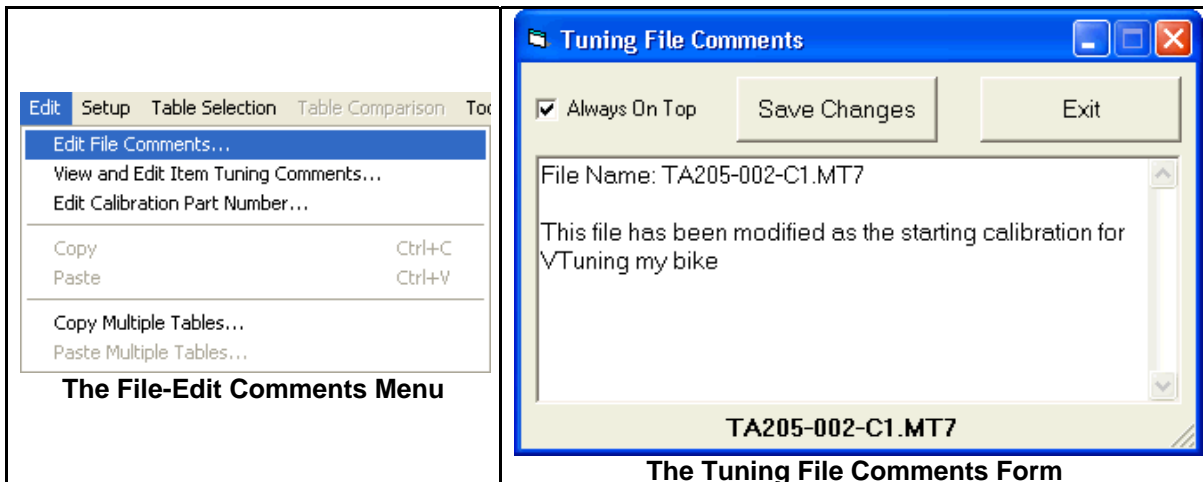 Edit Setup Table Selection Table Comparison
Edit File Comments...
View and Edit Item Tuning Comments...
Edit Calibration Part Number...
Copy Ctrl+C
Paste Ctrl+V
Copy Multiple Tables...
Paste Multiple Tables...
The File-Edit Comments Menu
Tuning File Comments
Always On Top Save Changes Exit
File Name: TA205-002-C1.MT7
This file has been modified as the starting calibration for
VTuning my bike
TA205-002-C1.MT7
The Tuning File Comments Form